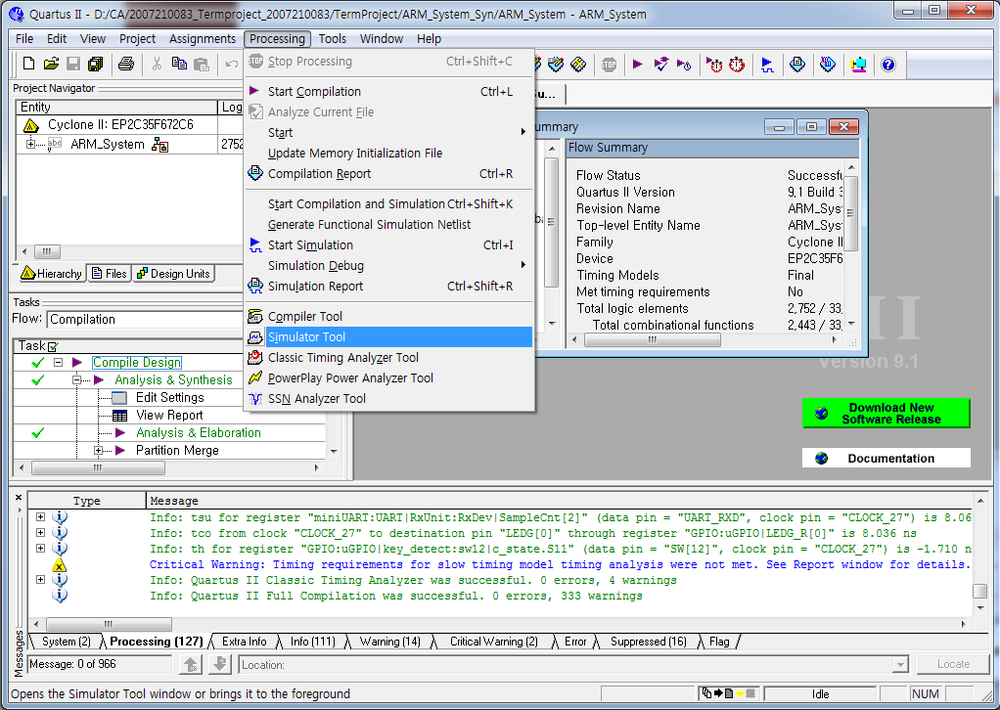 Quartus II - D:/CA/2007210083_Termproject_2007210083/TermProject/ARM_System_Syn/ARM_System - ARM_System
File Edit View Project Assignments Processing Tools Window Help
Stop Processing Ctrl+Shift+C
Start Compilation Ctrl+L
Analyze Current File
Start
Update Memory Initialization File
Compilation Report Ctrl+R
Start Compilation and Simulation Ctrl+Shift+K
Generate Functional Simulation Netlist
Start Simulation Ctrl+I
Simulation Debug
Simulation Report Ctrl+Shift+R
Compiler Tool
Simulator Tool
Classic Timing Analyzer Tool
PowerPlay Power Analyzer Tool
SSN Analyzer Tool
Project Navigator
Entity Log
Cyclone II: EP2C35F672C6
ARM_System 2752
Hierarchy Files Design Units
Tasks
Flow: Compilation
Task
Compile Design
Analysis & Synthesis
Edit Settings
View Report
Analysis & Elaboration
Partition Merge
Su...
ummary
Flow Summary
Flow Status Successfu
Quartus II Version 9.1 Build
Revision Name ARM_Sys
Top-level Entity Name ARM_Sys
Family Cyclone II
Device EP2C35F6
Timing Models Final
Met timing requirements No
Total logic elements 2,752 / 33,
Total combinational functions 2,443 / 33,
II
Version 9.1
Download New
Software Release
Documentation
Type Message
Info: tsu for register "miniUART:UART|RxUnit:RxDev|SampleCnt[2]" (data pin = "UART_RXD", clock pin = "CLOCK_27") is 8.06
Info: tco from clock "CLOCK_27" to destination pin "LEDG[0]" through register "GPIO:uGPIO|LEDG_R[0]" is 8.036 ns
Info: th for register "GPIO:uGPIO|key_detect:sw12|c_state.S11" (data pin = "SW[12]", clock pin = "CLOCK_27") is -1.710 n
Critical Warning: Timing requirements for slow timing model timing analysis were not met. See Report window for details.
Info: Quartus II Classic Timing Analyzer was successful. 0 errors, 4 warnings
Info: Quartus II Full Compilation was successful. 0 errors, 333 warnings
System (2) Processing (127) Extra Info Info (111) Warning (14) Critical Warning (2) Error Suppressed (16) Flag
Messages
Message: 0 of 966 Location: Locate
Opens the Simulator Tool window or brings it to the foreground Idle NUM